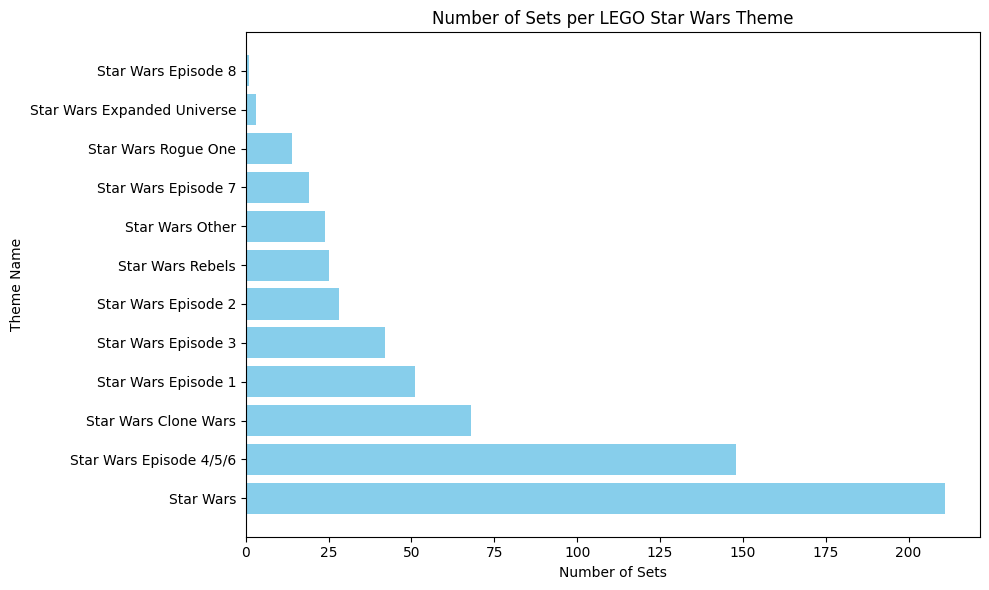 Number of Sets per LEGO Star Wars Theme
Theme Name
Star Wars Episode 8
Star Wars Expanded Universe
Star Wars Rogue One
Star Wars Episode 7
Star Wars Other
Star Wars Rebels
Star Wars Episode 2
Star Wars Episode 3
Star Wars Episode 1
Star Wars Clone Wars
Star Wars Episode 4/5/6
Star Wars
0 25 50 75 100 125 150 175 200
Number of Sets